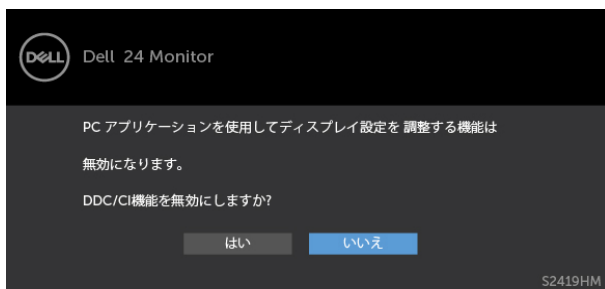 DELL
Dell 24 Monitor
PC アプリケーションを使用してディスプレイ設定を 調整する機能は
無効になります。
DDC/CI機能を無効にしますか?
はい いいえ
S2419HM